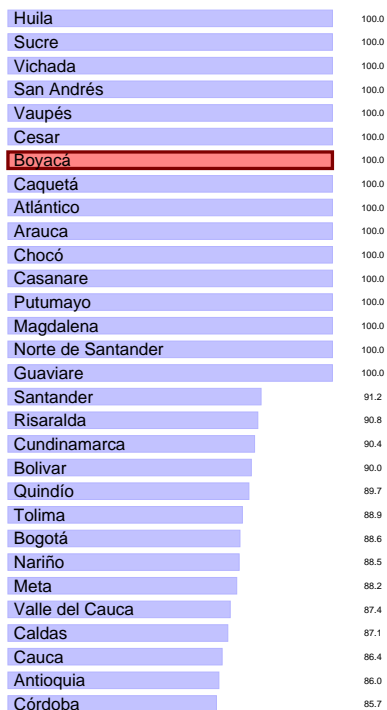 Huila 100.0
Sucre 100.0
Vichada 100.0
San Andrés 100.0
Vaupés 100.0
Cesar 100.0
Boyacá 100.0
Caquetá 100.0
Atlántico 100.0
Arauca 100.0
Chocó 100.0
Casanare 100.0
Putumayo 100.0
Magdalena 100.0
Norte de Santander 100.0
Guaviare 100.0
Santander 91.2
Risaralda 90.8
Cundinamarca 90.4
Bolivar 90.0
Quindío 89.7
Tolima 88.9
Bogotá 88.6
Nariño 88.5
Meta 88.2
Valle del Cauca 87.4
Caldas 87.1
Cauca 86.4
Antioquia 86.0
Córdoba 85.7